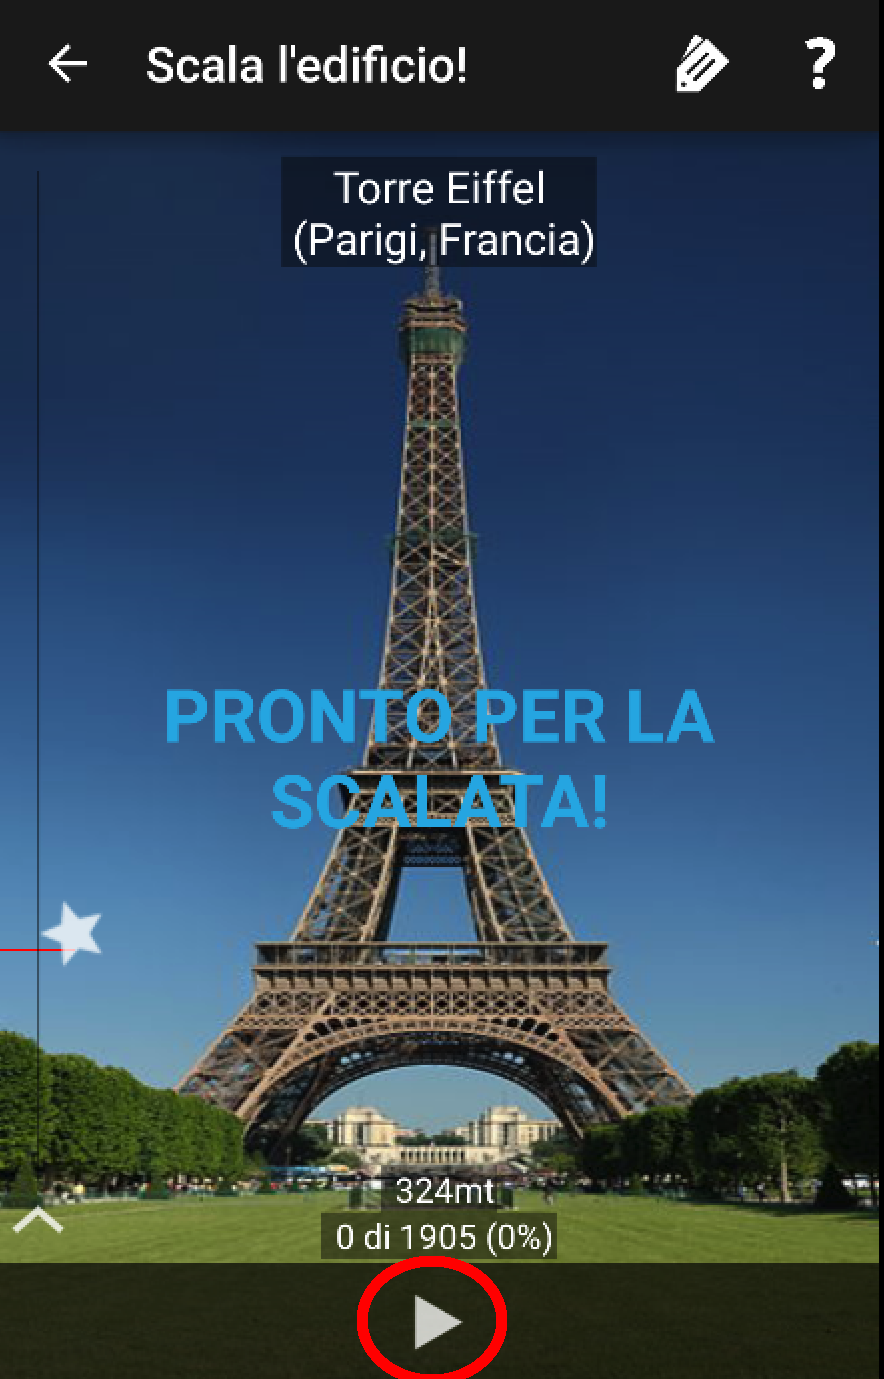 Scala l'edificio!
Torre Eiffel
(Parigi, Francia)
PRONTO PER LA
SCALATA!
324mt
0 di 1905 (0%)